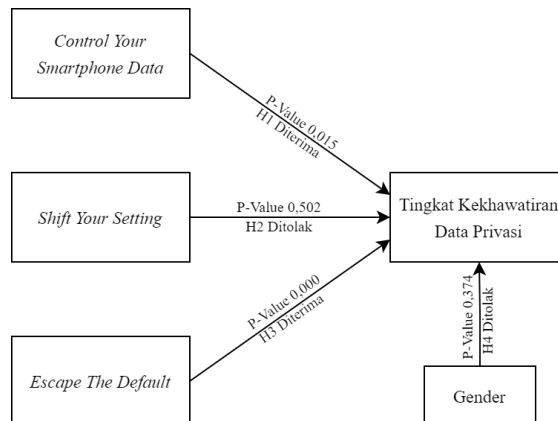 Control Your
Smartphone Data
P-Value 0,015
H1 Diterima
Shift Your Setting
P-Value 0,502
H2 Ditolak
Tingkat Kekhawatiran
Data Privasi
P-Value 0,000
H3 Diterima
Escape The Default
P-Value 0,374
H4 Ditolak
Gender